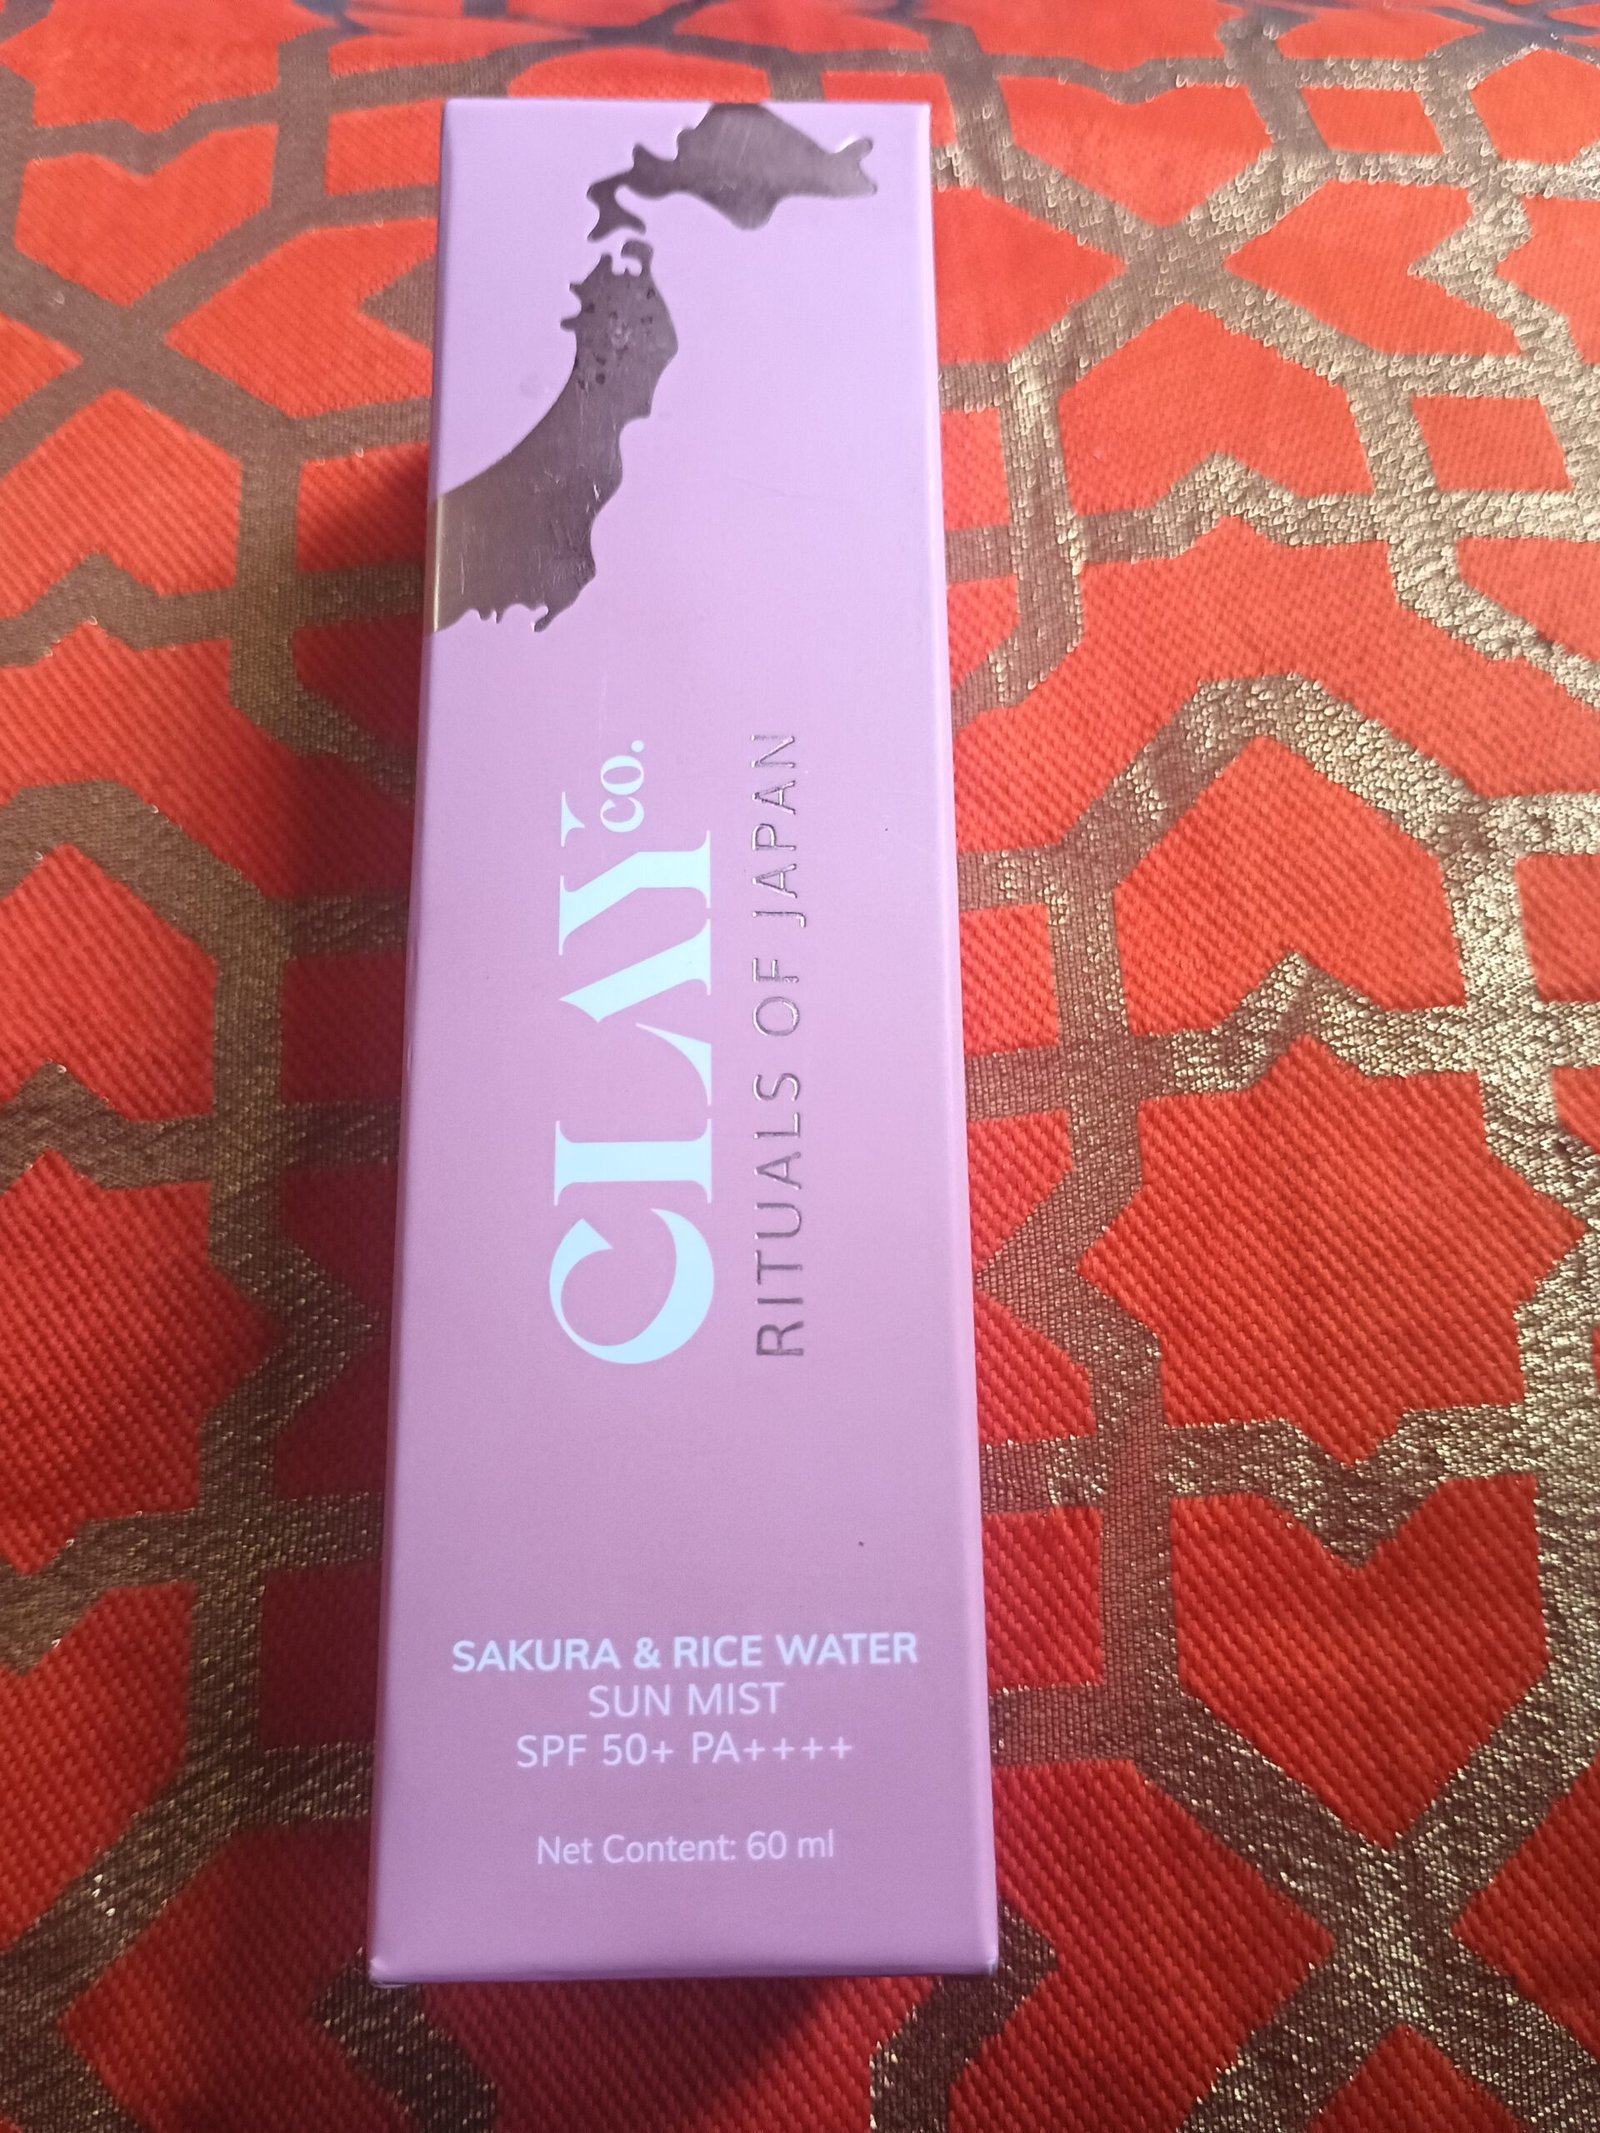 CLAY co.
RITUALS OF JAPAN
SAKURA & RICE WATER
SUN MIST
SPF 50+ PA++++
Net Content: 60 ml